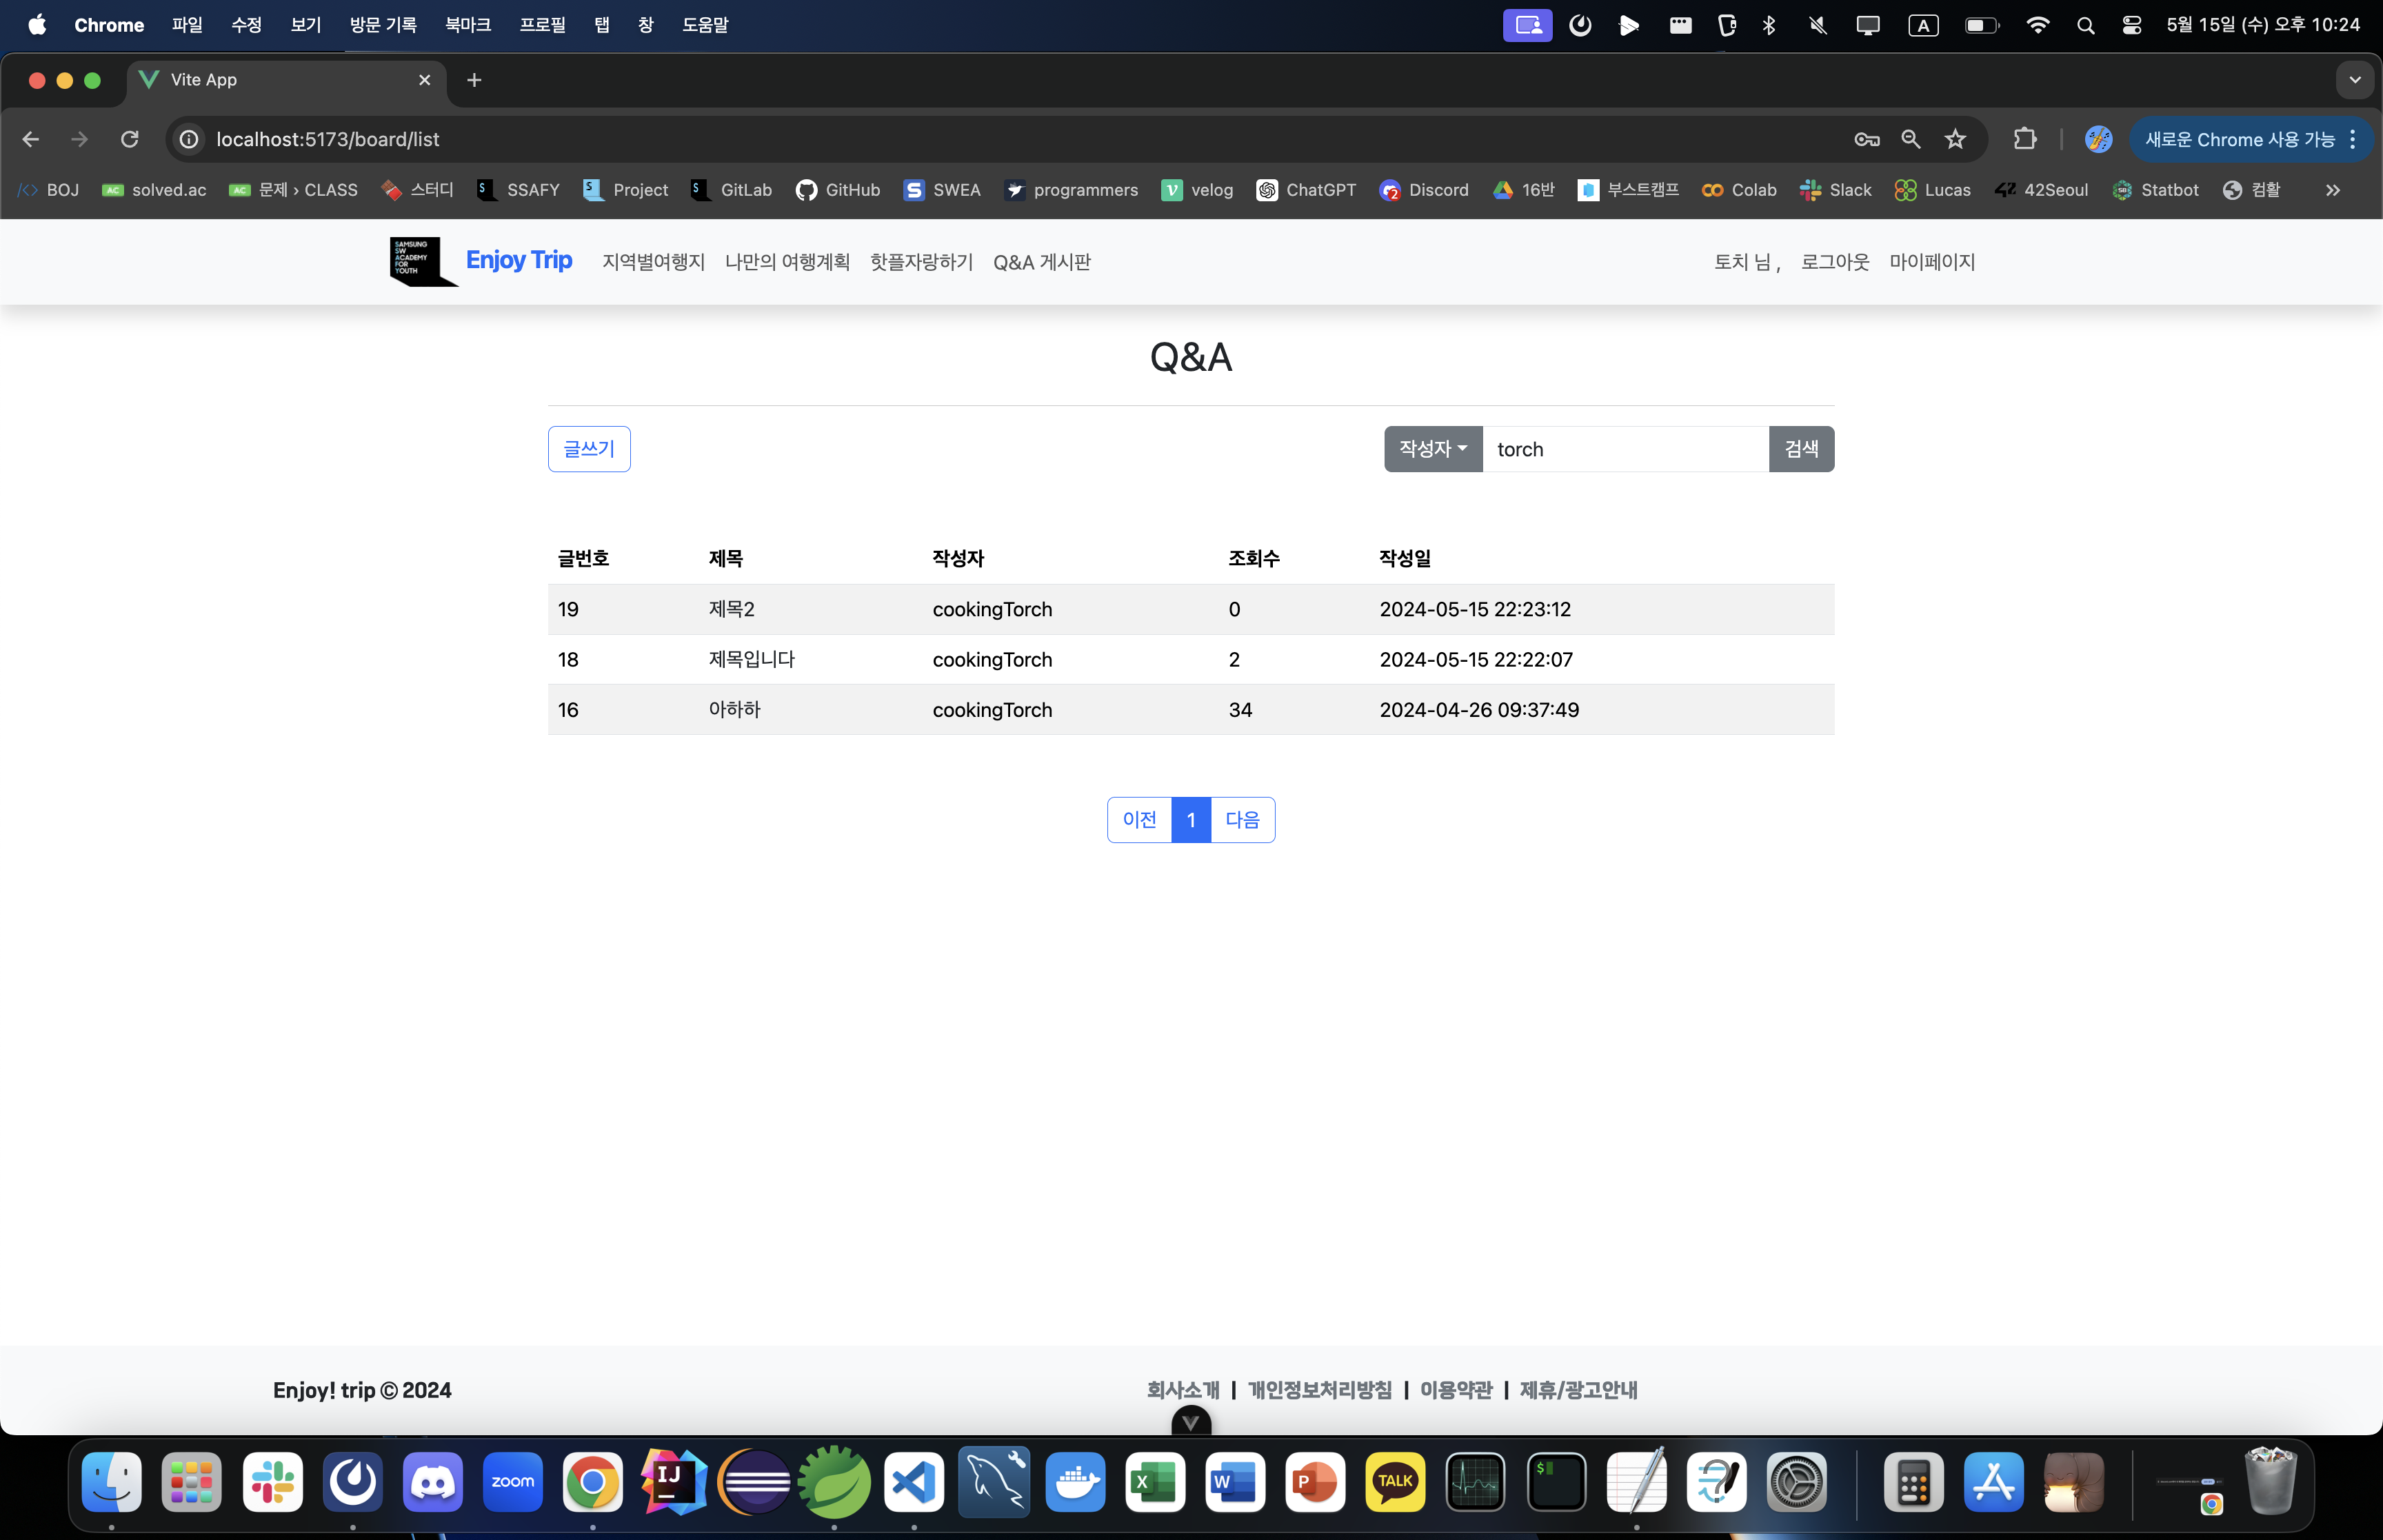 Chrome 파일 수정 보기 방문 기록 북마크 프로필 탭 창 도움말 A 5월 15일 (수) 오후 10:24
Vite App
localhost:5173/board/list 새로운 Chrome 사용 가능
BOJ AC solved.ac AC 문제 › CLASS 스터디 S SSAFY S Project S GitLab GitHub S SWEA programmers v velog ChatGPT 2 Discord 16반 부스트캠프 Colab Slack Lucas 42 42Seoul Statbot 컴활
SAMSUNG
SW
ACADEMY
FOR
YOUTH
Enjoy Trip 지역별여행지 나만의 여행계획 핫플자랑하기 Q&A 게시판 토치 님 , 로그아웃 마이페이지
Q&A
글쓰기 작성자 torch 검색
글번호 제목 작성자 조회수 작성일
19 제목2 cookingTorch 0 2024-05-15 22:23:12
18 제목입니다 cookingTorch 2 2024-05-15 22:22:07
16 아하하 cookingTorch 34 2024-04-26 09:37:49
이전 1 다음
Enjoy! trip © 2024 회사소개 | 개인정보처리방침 | 이용약관 | 제휴/광고안내
zoom IJ X W P TALK $